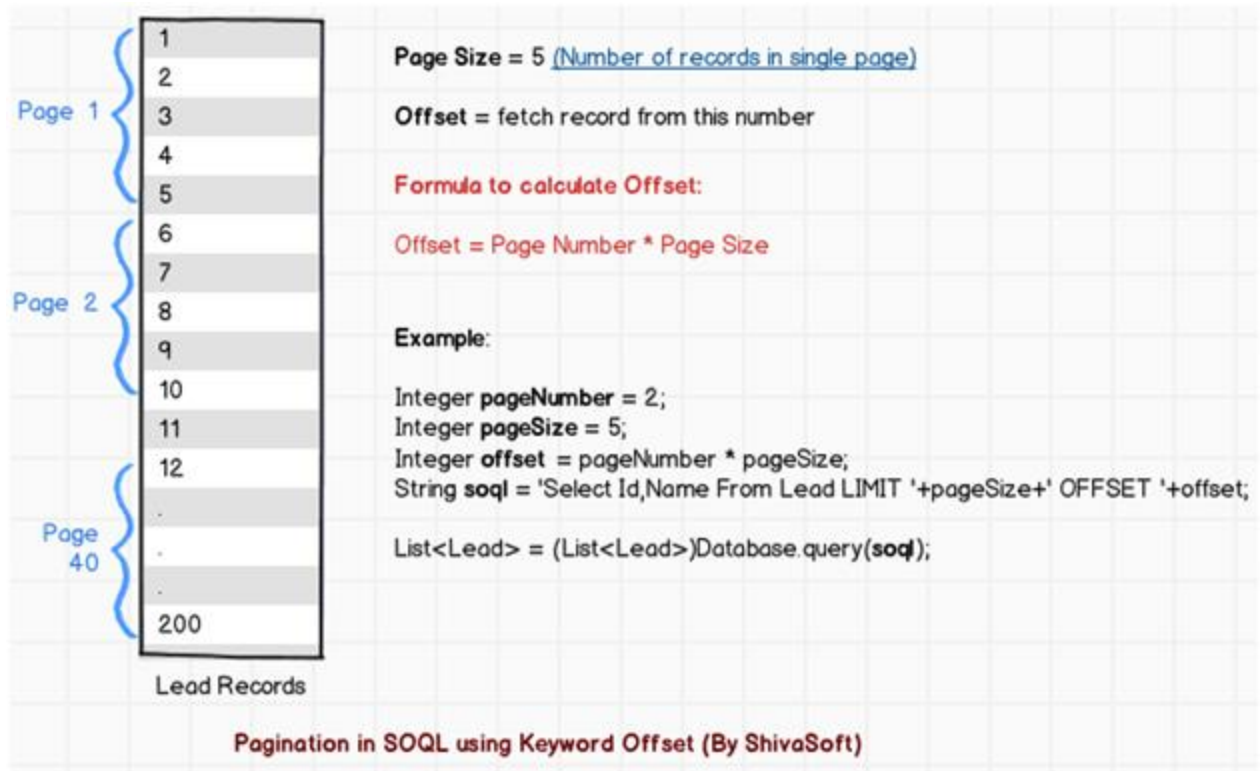 Page 1
Page 2
Page
40
1
2
3
4
5
6
7
8
9
10
11
12
.
.
.
200
Lead Records
Page Size = 5 (Number of records in single page)
Offset = fetch record from this number
Formula to calculate Offset:
Offset = Page Number * Page Size
Example:
Integer pageNumber = 2;
Integer pageSize = 5;
Integer offset = pageNumber * pageSize;
String soql = 'Select Id,Name From Lead LIMIT '+pageSize+' OFFSET '+offset;
List<Lead> = (List<Lead>)Database.query(soql);
Pagination in SOQL using Keyword Offset (By ShivaSoft)